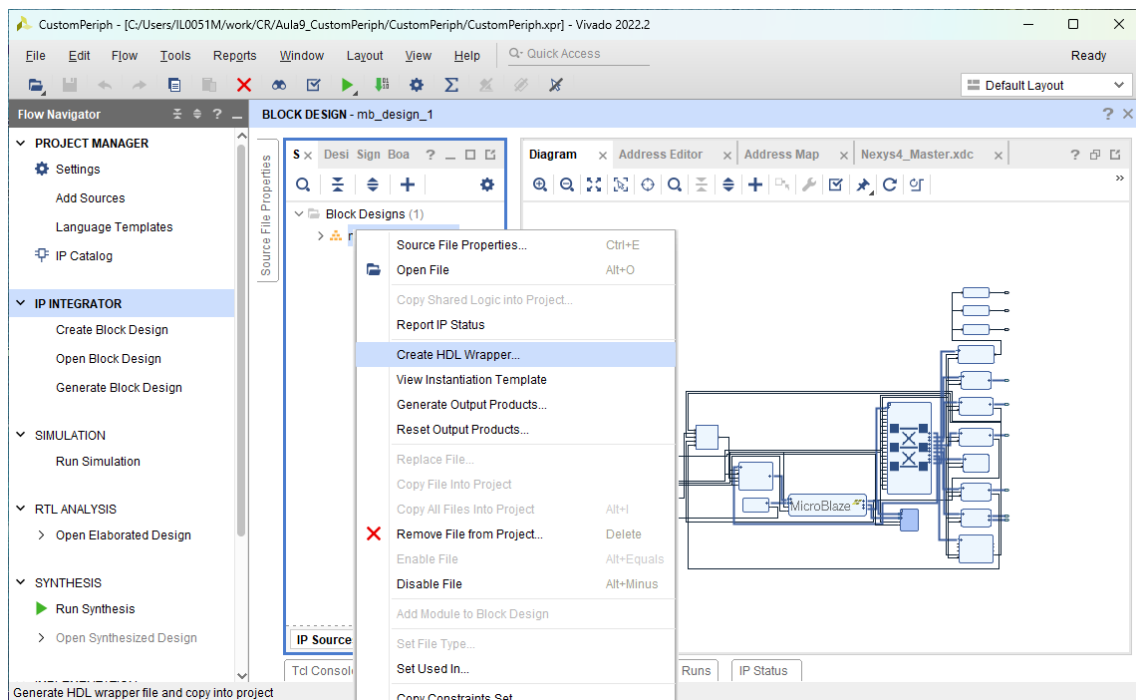 CustomPeriph - [C:/Users/IL0051M/work/CR/Aula9_CustomPeriph/CustomPeriph/CustomPeriph.xpr] - Vivado 2022.2
File Edit Flow Tools Reports Window Layout View Help Q- Quick Access Ready
Default Layout
Flow Navigator
BLOCK DESIGN - mb_design_1
PROJECT MANAGER
Settings
Add Sources
Language Templates
IP Catalog
IP INTEGRATOR
Create Block Design
Open Block Design
Generate Block Design
SIMULATION
Run Simulation
RTL ANALYSIS
Open Elaborated Design
SYNTHESIS
Run Synthesis
Open Synthesized Design
Source File Properties
S Desi Sign Boa
Block Designs (1)
IP Source
Tcl Consol
Source File Properties... Ctrl+E
Open File Alt+O
Copy Shared Logic into Project...
Report IP Status
Create HDL Wrapper...
View Instantiation Template
Generate Output Products...
Reset Output Products...
Replace File...
Copy File Into Project
Copy All Files Into Project Alt+I
Remove File from Project... Delete
Enable File Alt+Equals
Disable File Alt+Minus
Add Module to Block Design
Set File Type...
Set Used In...
Copy Constraints Set
Diagram Address Editor Address Map Nexys4_Master.xdc
MicroBlaze
Runs IP Status
Generate HDL wrapper file and copy into project